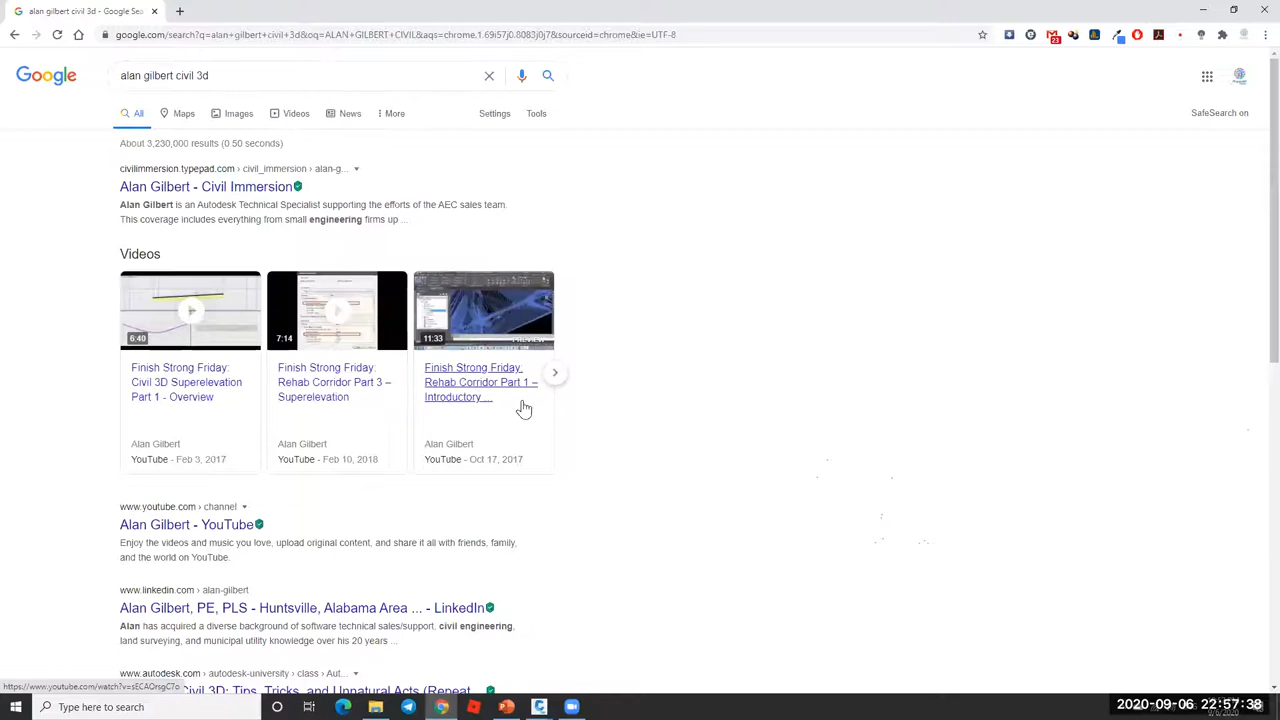 alan gilbert civil 3d - Google Sea
google.com/search?q=alan+gilbert+civil+3d&oq=ALAN+GILBERT+CIVIL&aqs=chrome.1.69i57j0.8083j0j7&sourceid=chrome&ie=UTF-8
23
Google
alan gilbert civil 3d
All
Maps
Images
Videos
News
More
Settings
Tools
SafeSearch on
About 3,230,000 results (0.50 seconds)
civilimmersion.typepad.com › civil_immersion › alan-g...
Alan Gilbert - Civil Immersion
Alan Gilbert is an Autodesk Technical Specialist supporting the efforts of the AEC sales team.
This coverage includes everything from small engineering firms up ...
Videos
6:40
Finish Strong Friday:
Civil 3D Superelevation
Part 1 - Overview
Alan Gilbert
YouTube - Feb 3, 2017
7:14
Finish Strong Friday:
Rehab Corridor Part 3 –
Superelevation
Alan Gilbert
YouTube - Feb 10, 2018
11:33
PREVIEW
Finish Strong Friday:
Rehab Corridor Part 1 –
Introductory ...
Alan Gilbert
YouTube - Oct 17, 2017
www.youtube.com › channel
Alan Gilbert - YouTube
Enjoy the videos and music you love, upload original content, and share it all with friends, family,
and the world on YouTube.
www.linkedin.com › alan-gilbert
Alan Gilbert, PE, PLS - Huntsville, Alabama Area ... - LinkedIn
Alan has acquired a diverse background of software technical sales/support, civil engineering,
land surveying, and municipal utility knowledge over his 20 years ...
www.autodesk.com › autodesk-university › class › Aut...
Civil 3D: Tips, Tricks, and Unnatural Acts (Repeat
https://www.youtube.com/watch?v=sECAQrsgC7o
Type here to search
2020-09-06 22:57:38
9/6/2020